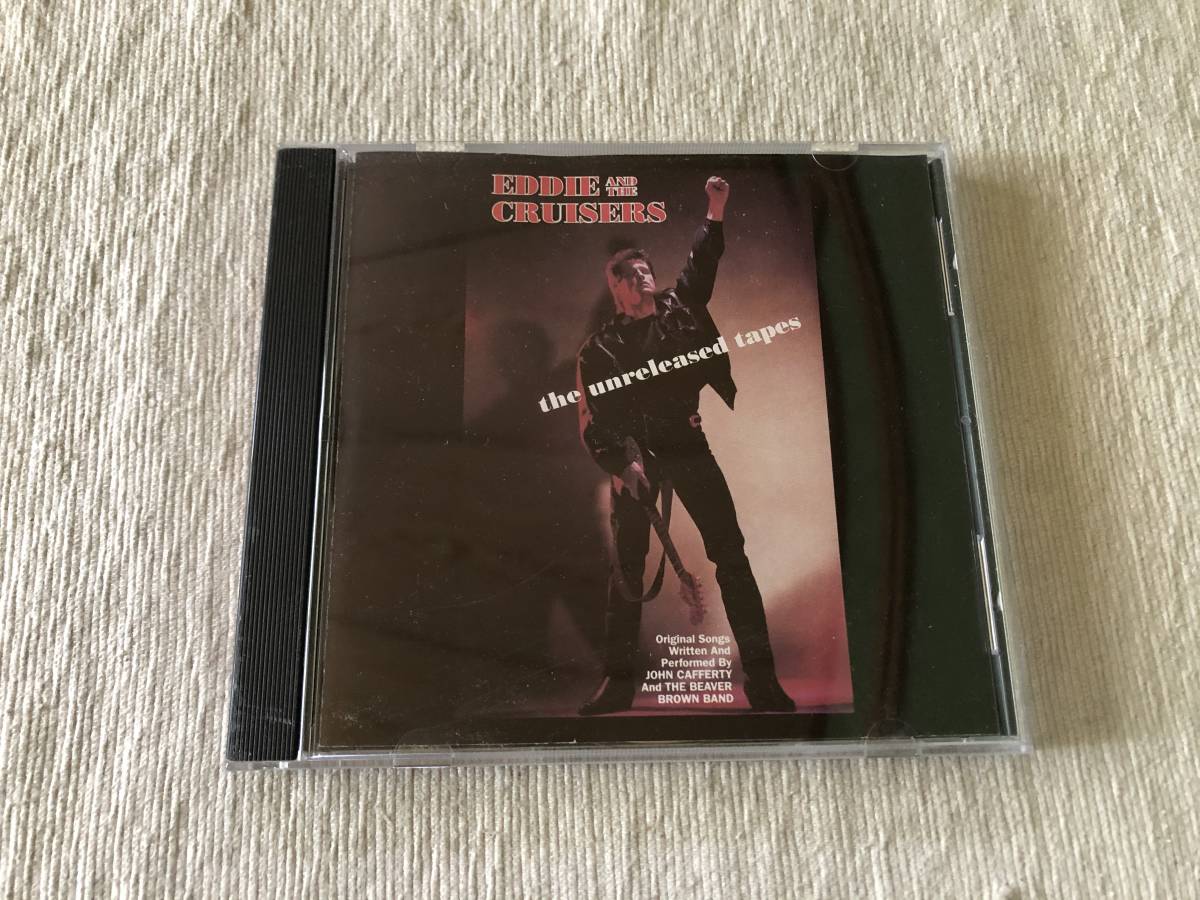 EDDIE AND THE
CRUISERS
the unreleased tapes
Original Songs
Written And
Performed By
JOHN CAFFERTY
And THE BEAVER
BROWN BAND